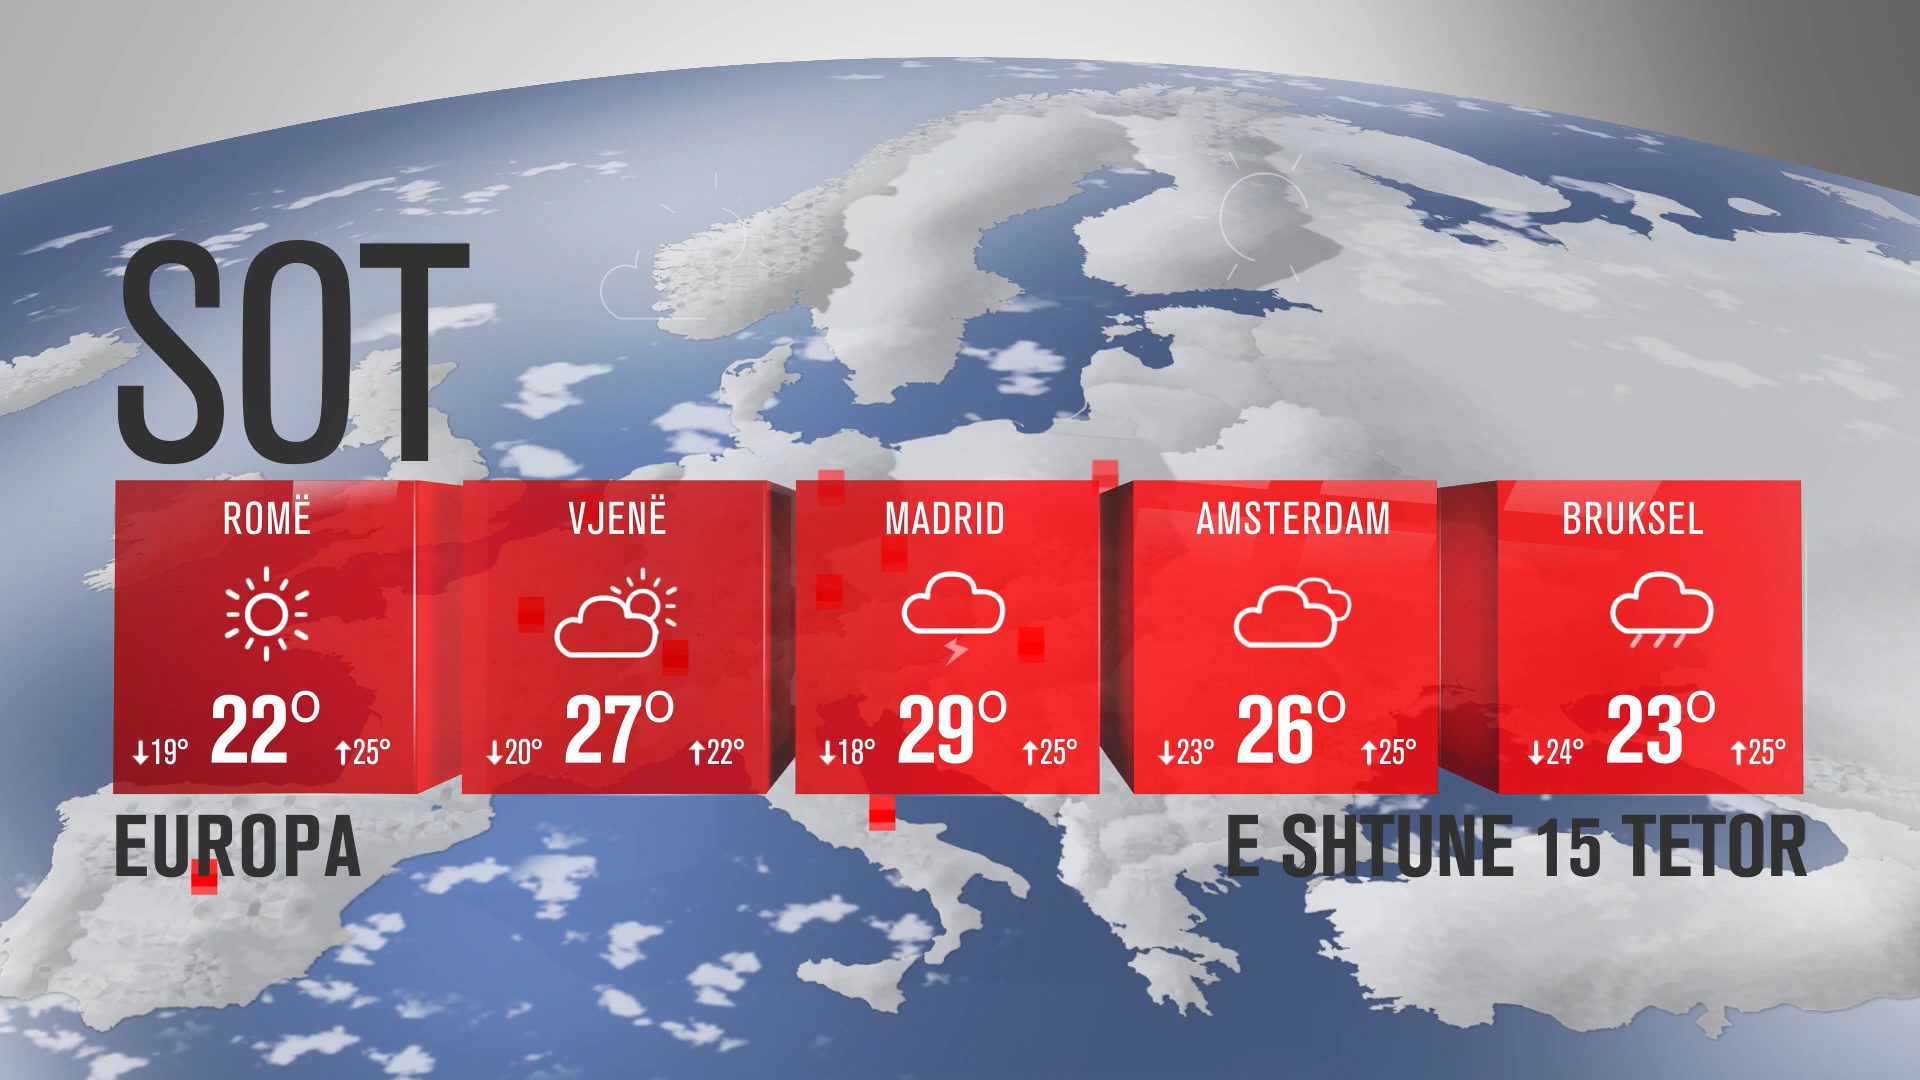 SOT
ROMË
22°
↓19° ↑25°
VJENË
27°
↓20° ↑22°
MADRID
29°
↓18° ↑25°
AMSTERDAM
26°
↓23° ↑25°
BRUKSEL
23°
↓24° ↑25°
EUROPA
E SHTUNE 15 TETOR